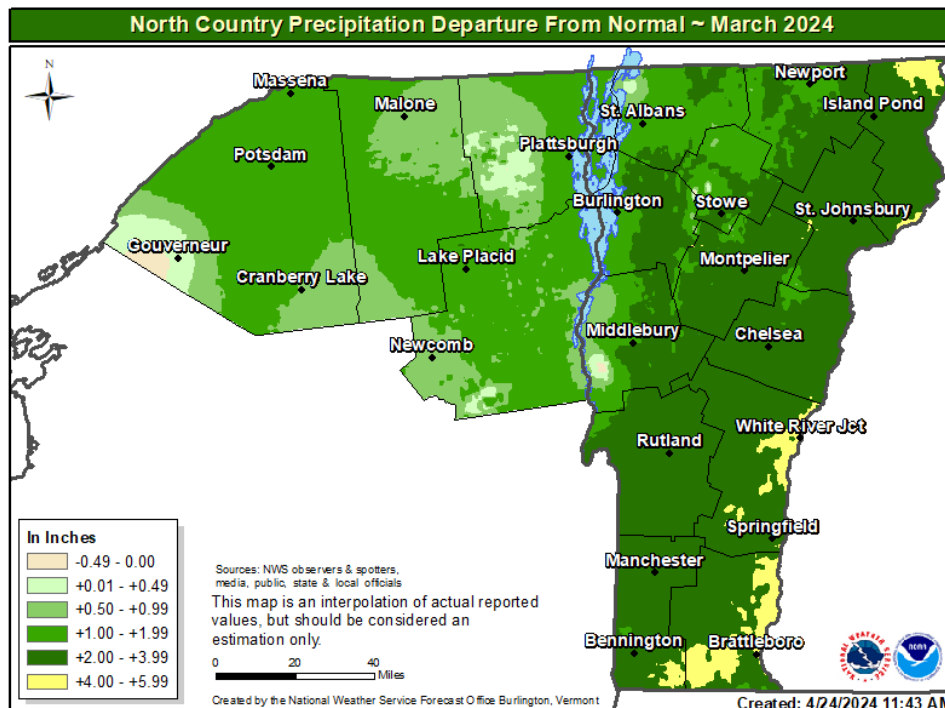 North Country Precipitation Departure From Normal ~ March 2024
N
Massena
Malone
Newport
Island Pond
St. Albans
Plattsburgh
Potsdam
Burlington
Stowe
St. Johnsbury
Gouverneur
Lake Placid
Montpelier
Cranberry Lake
Middlebury
Chelsea
Newcomb
White River Jct
Rutland
Springfield
Manchester
Bennington
Brattleboro
In Inches
-0.49 - 0.00
+0.01 - +0.49
+0.50 - +0.99
+1.00 - +1.99
+2.00 - +3.99
+4.00 - +5.99
Sources: NWS observers & spotters,
media, public, state & local officials
This map is an interpolation of actual reported
values, but should be considered an
estimation only.
0 20 40
Miles
Created by the National Weather Service Forecast Office Burlington, Vermont
NATIONAL WEATHER SERVICE
NOAA
Created: 4/24/2024 11:43 AM